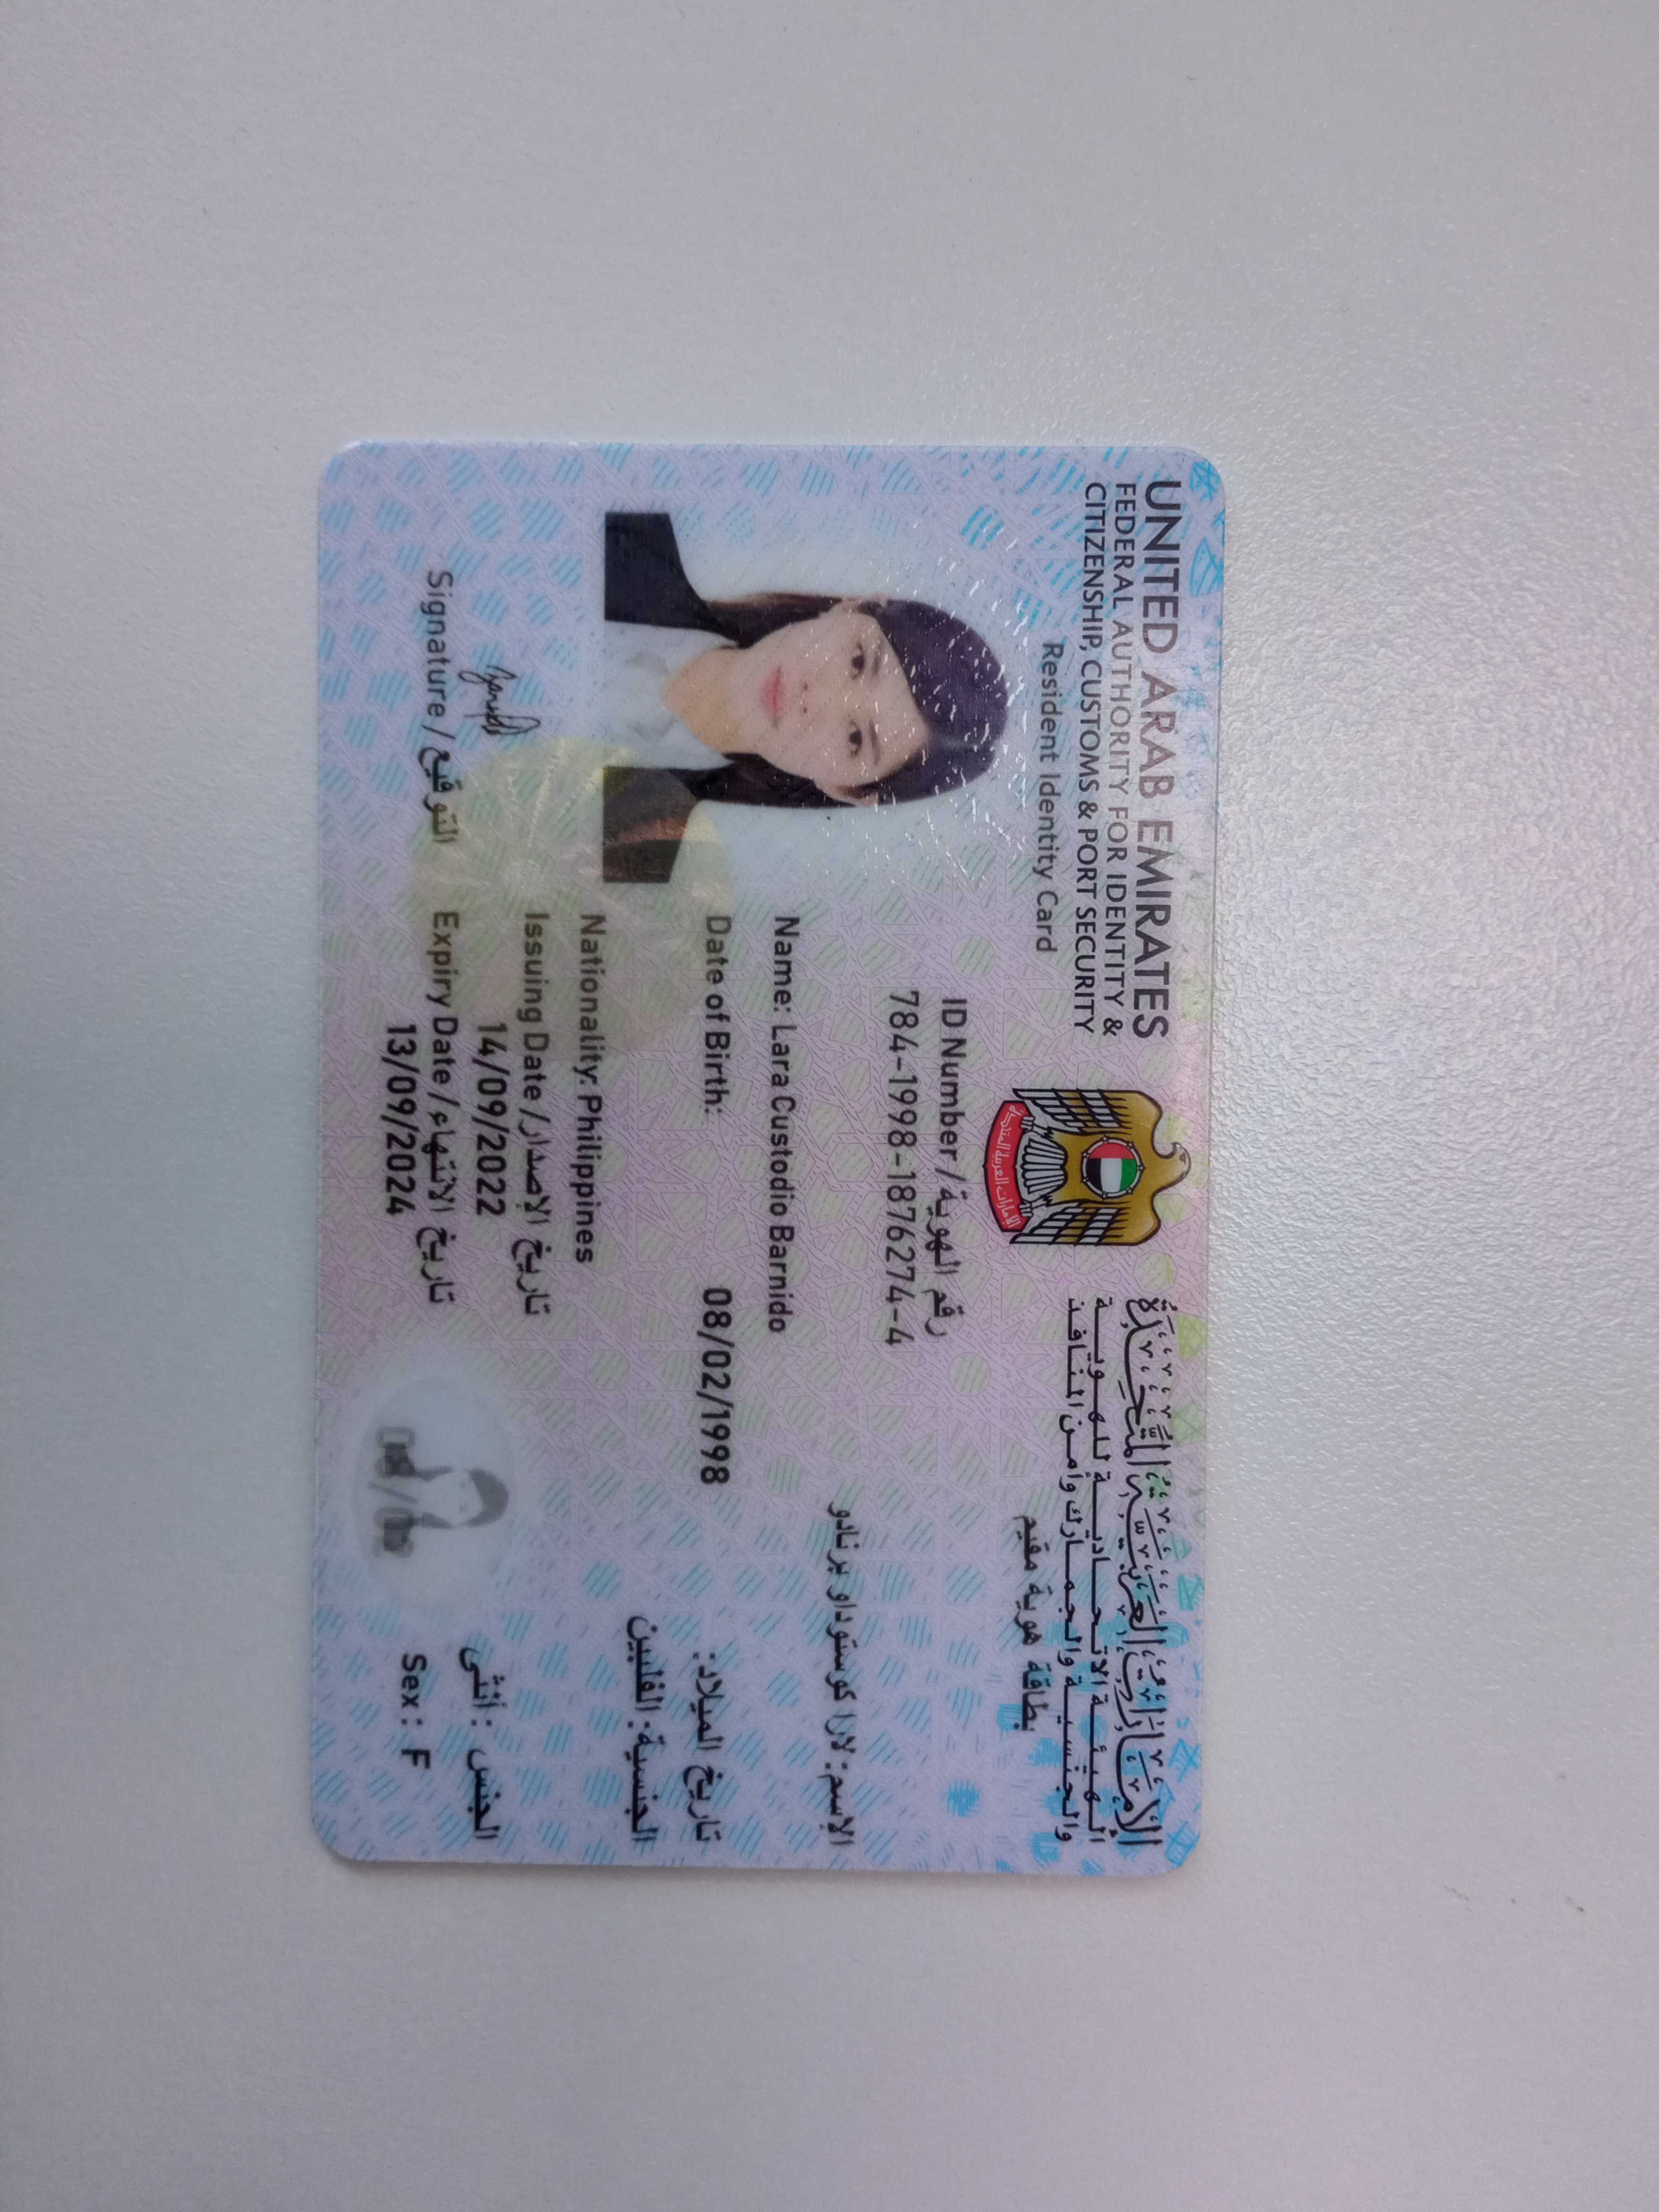 UNITED ARAB EMIRATES
FEDERAL AUTHORITY FOR IDENTITY &
CITIZENSHIP, CUSTOMS & PORT SECURITY
Resident Identity Card
الإمارات العربية المتحدة
الهيئة الاتحادية للهوية
والجنسية والجمارك وأمن المنافذ
بطاقة هوية مقيم
ID Number / رقم الهوية
784-1998-1876274-4
الإسم: لارا كوستوداو برنادو
Name: Lara Custodio Barnido
Date of Birth: 08/02/1998 تاريخ الميلاد:
الجنسية: الفلبين
Nationality: Philippines
Issuing Date / تاريخ الإصدار
14/09/2022
Expiry Date / تاريخ الإنتهاء
13/09/2024
الجنس : أنثى
Sex : F
Signature / التوقيع